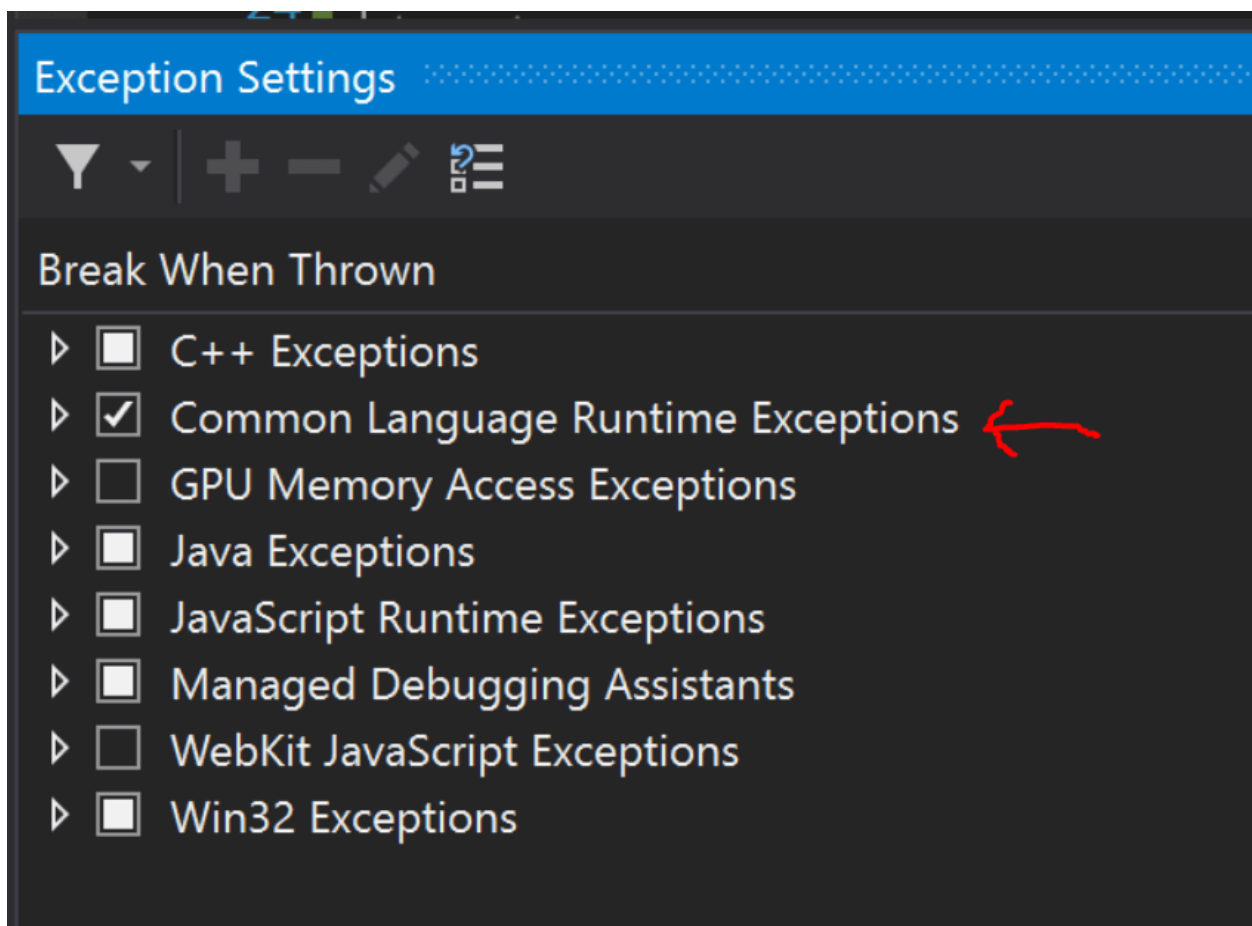 Exception Settings
Break When Thrown
C++ Exceptions
Common Language Runtime Exceptions
GPU Memory Access Exceptions
Java Exceptions
JavaScript Runtime Exceptions
Managed Debugging Assistants
WebKit JavaScript Exceptions
Win32 Exceptions